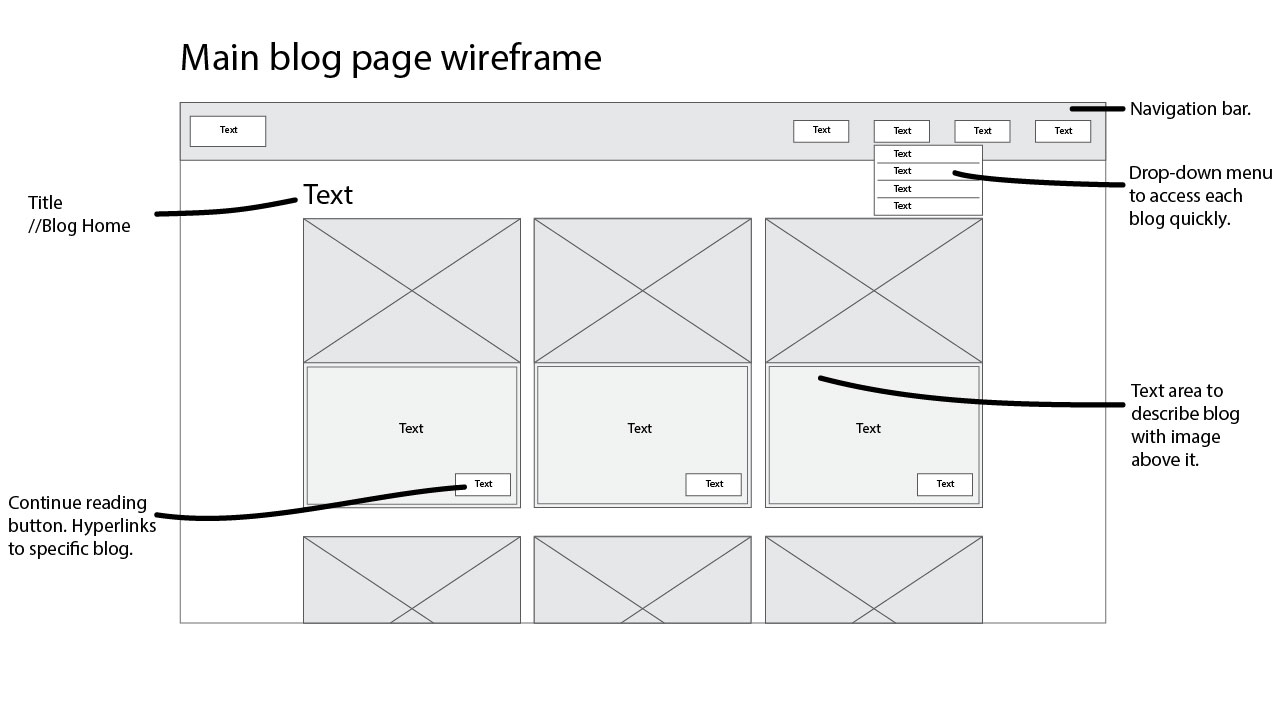 Main blog page wireframe
Text
Text
Text
Text
Text
Navigation bar.
Text
Text
Text
Text
Drop-down menu
to access each
blog quickly.
Title
//Blog Home
Text
Text
Text
Text
Text area to
describe blog
with image
above it.
Text
Text
Text
Continue reading
button. Hyperlinks
to specific blog.